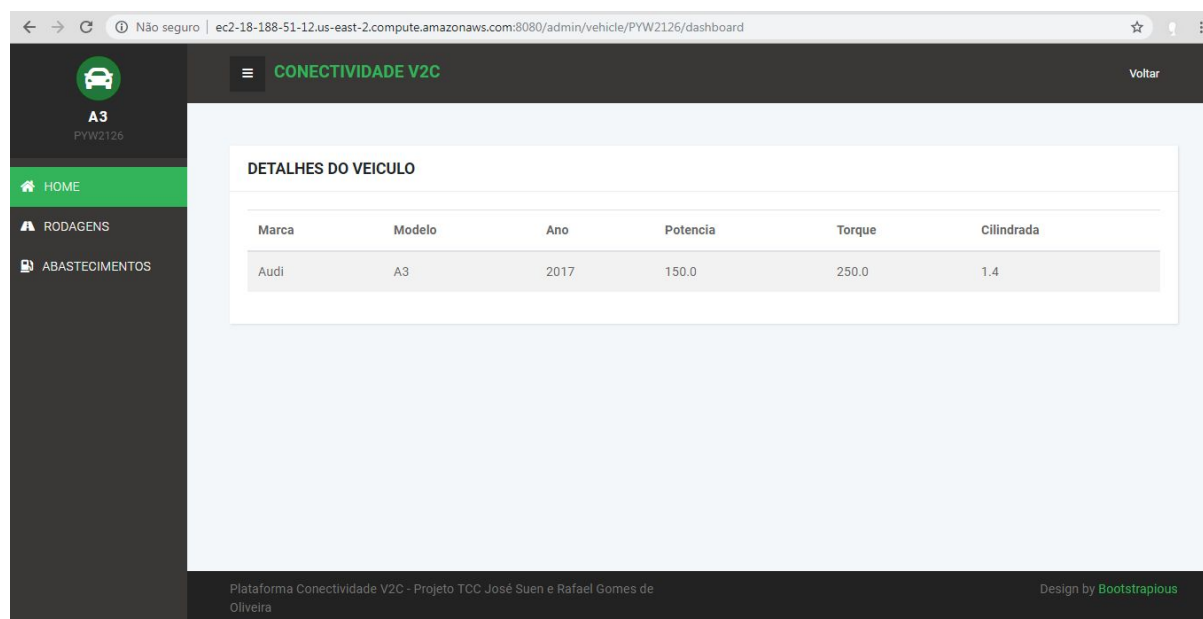 Não seguro | ec2-18-188-51-12.us-east-2.compute.amazonaws.com:8080/admin/vehicle/PYW2126/dashboard
A3
PYW2126
HOME
RODAGENS
ABASTECIMENTOS
CONECTIVIDADE V2C
Voltar
DETALHES DO VEICULO
Marca Modelo Ano Potencia Torque Cilindrada
Audi A3 2017 150.0 250.0 1.4
Plataforma Conectividade V2C - Projeto TCC José Suen e Rafael Gomes de
Oliveira
Design by Bootstrapious